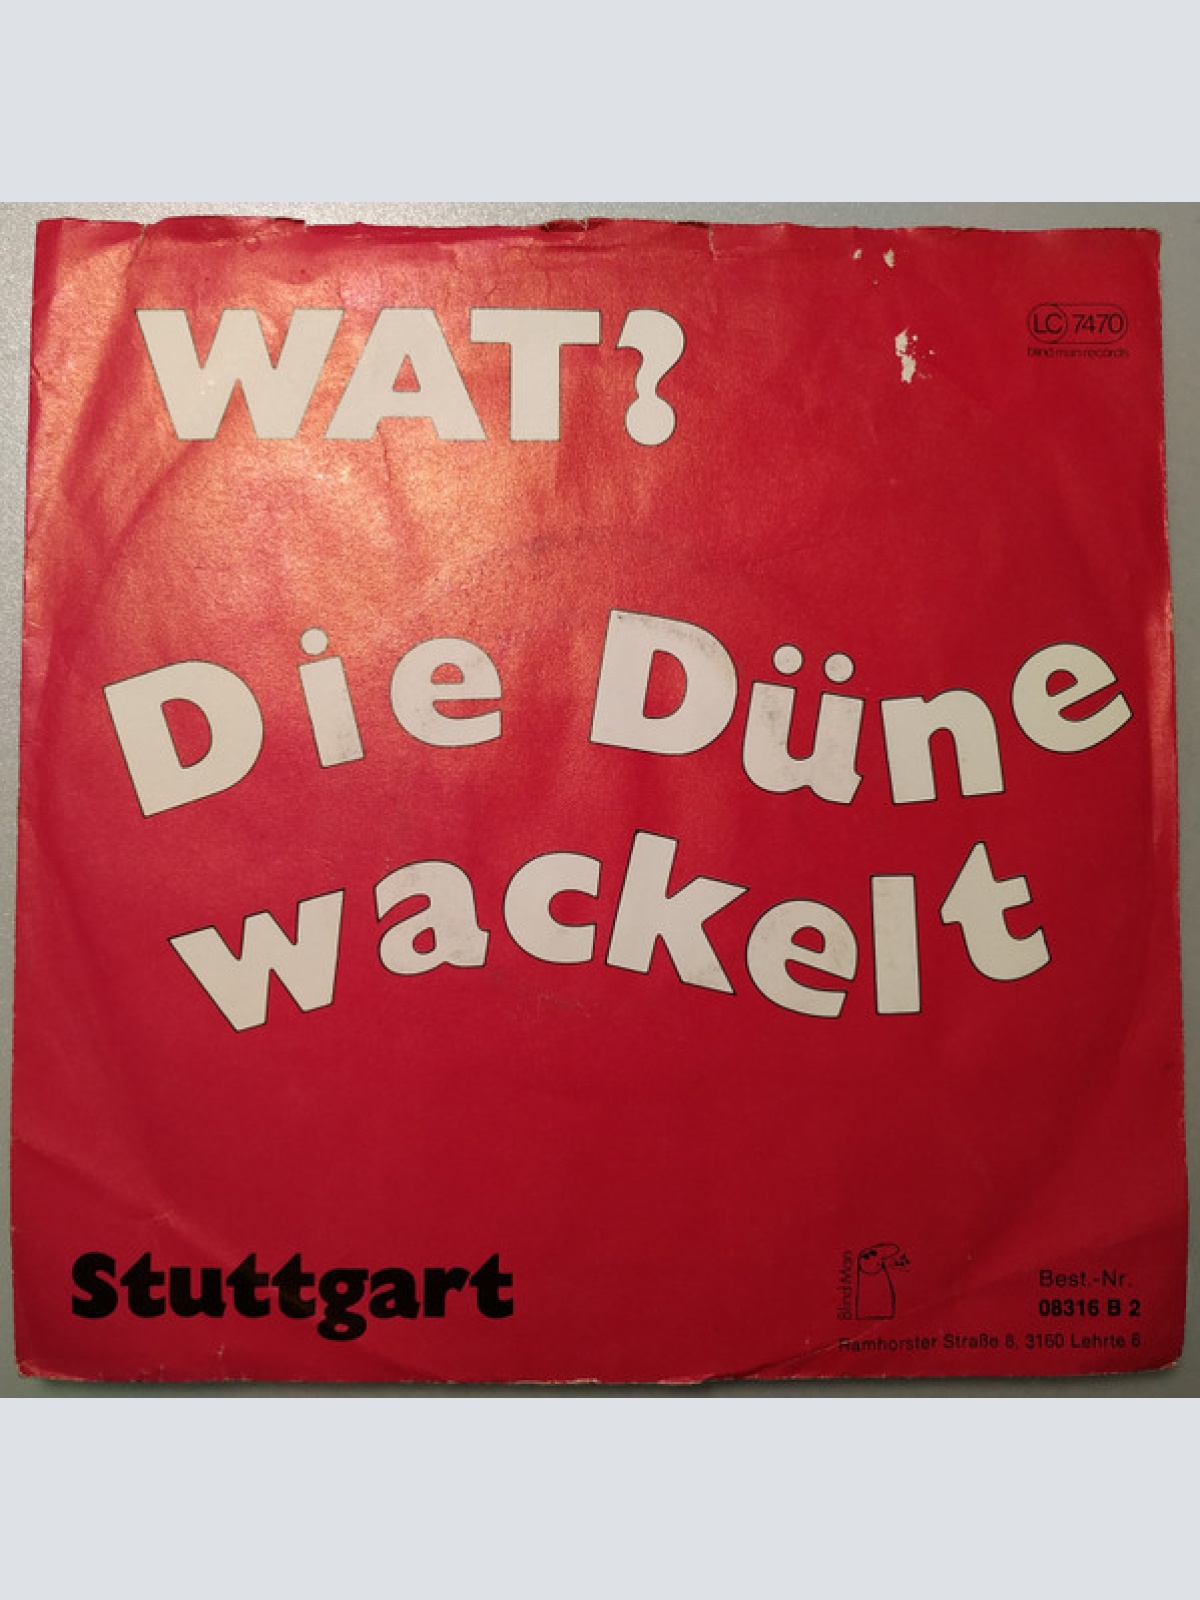 WAT?
LC 7470
blind man records
Die Düne
wackelt
Stuttgart
Blind Man
Best.-Nr.
08316 B 2
Ramhorster Straße 8, 3160 Lehrte 6